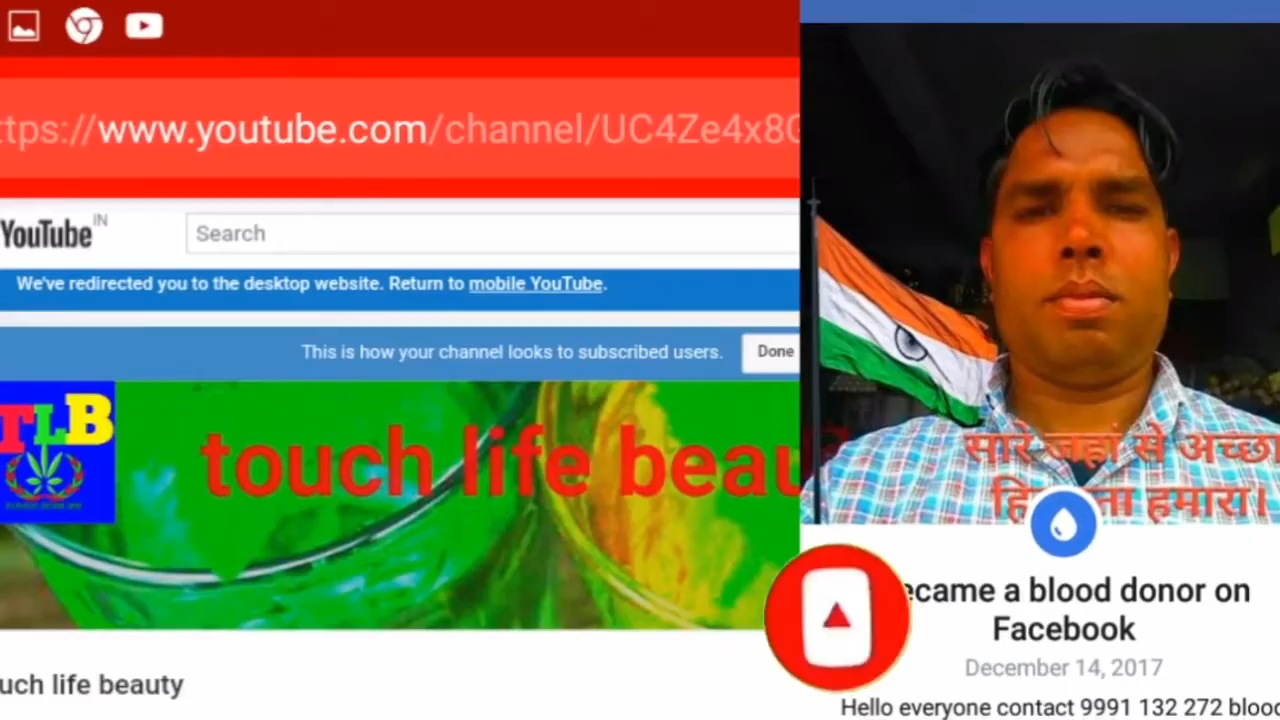 ttps://www.youtube.com/channel/UC4Ze4x8
YouTube IN
Search
We've redirected you to the desktop website. Return to mobile YouTube.
This is how your channel looks to subscribed users.
Done
TLB
touch life beau
uch life beauty
सारे जहां से अच्छा
हमारा।
ecame a blood donor on
Facebook
December 14, 2017
Hello everyone contact 9991 132 272 blood